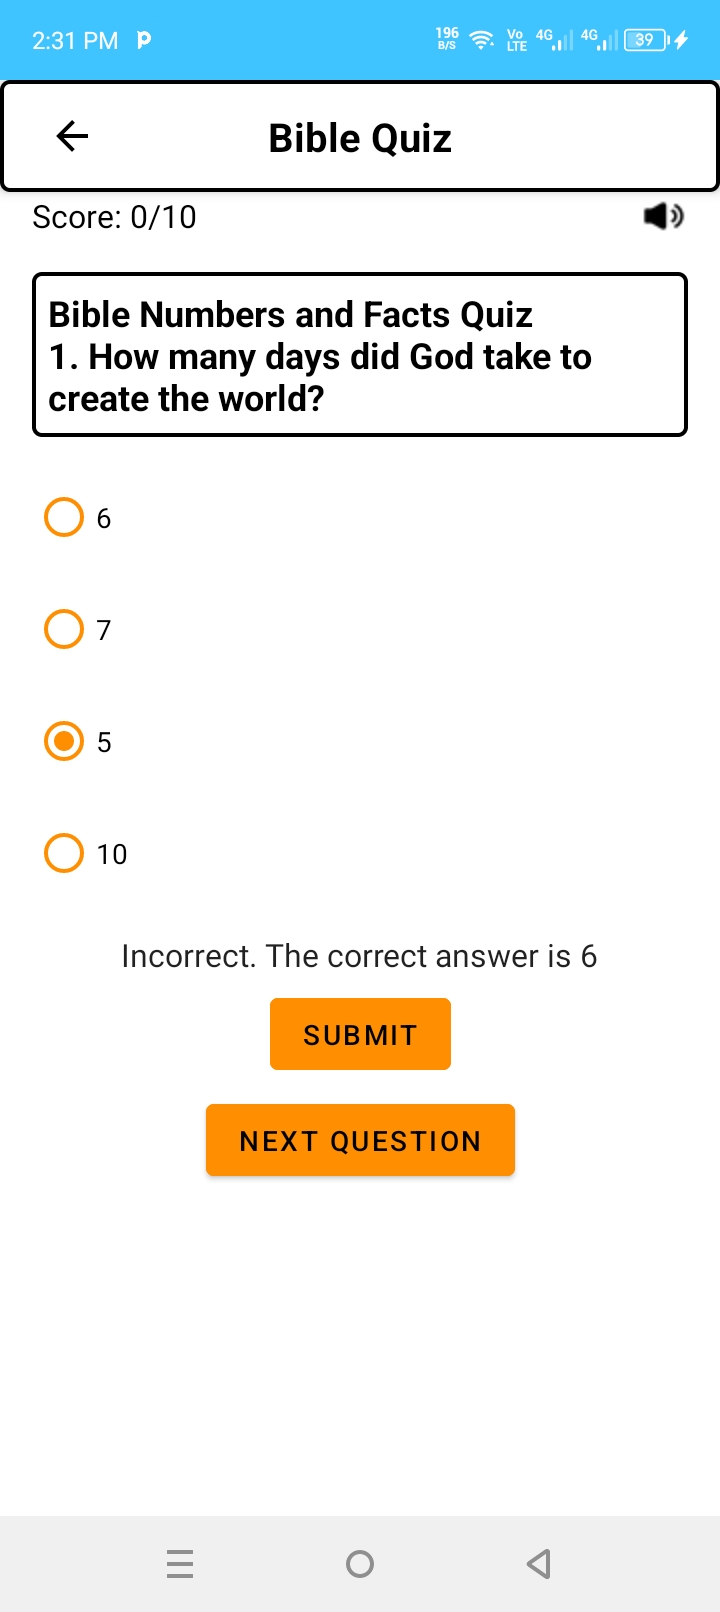 2:31 PM
196 B/S Vo LTE 4G 4G 39
Bible Quiz
Score: 0/10
Bible Numbers and Facts Quiz
1. How many days did God take to
create the world?
6
7
5
10
Incorrect. The correct answer is 6
SUBMIT
NEXT QUESTION